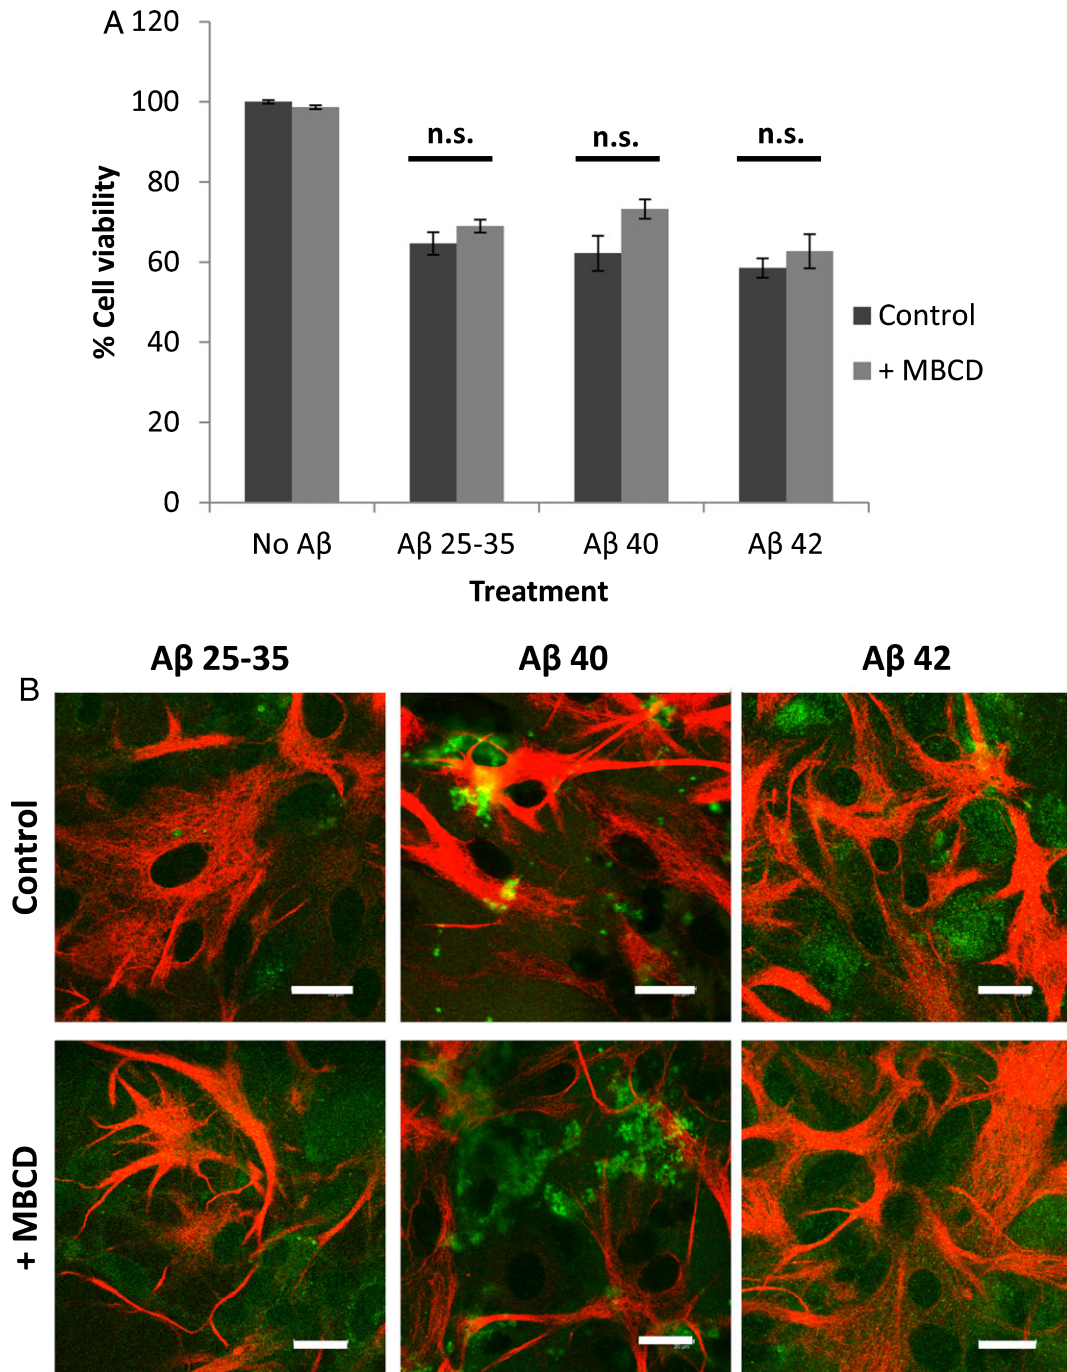 A
120
100
80
60
40
20
0
% Cell viability
n.s.
n.s.
n.s.
Control
+ MBCD
No Aβ
Aβ 25-35
Aβ 40
Aβ 42
Treatment
B
Aβ 25-35
Aβ 40
Aβ 42
Control
+ MBCD